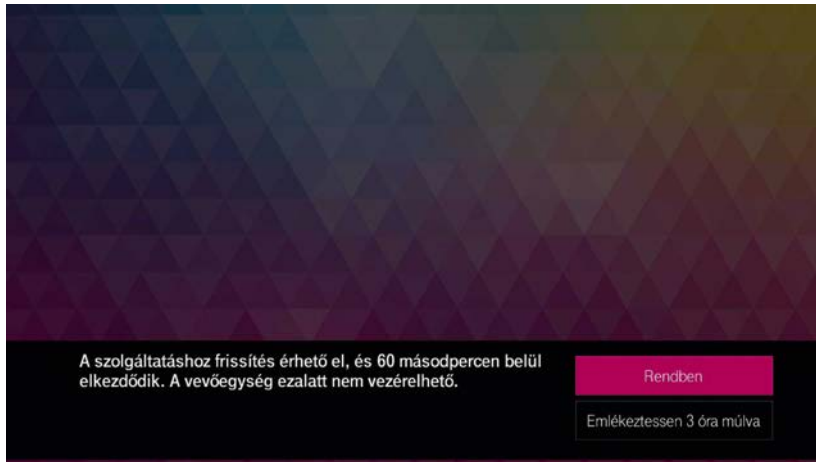 A szolgáltatáshoz frissítés érhető el, és 60 másodpercen belül
elkezdődik. A vevőegység ezalatt nem vezérelhető.
Rendben
Emlékeztessen 3 óra múlva